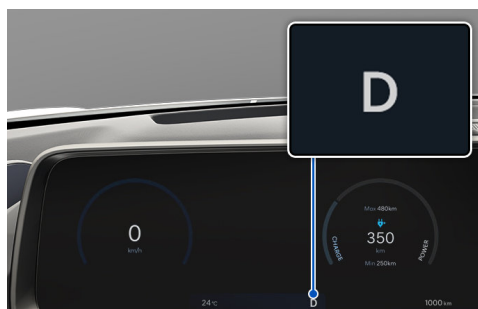 D
0
km/h
Max 480km
350
km
Min 250km
CHARGE
POWER
24°C
D
1000 km